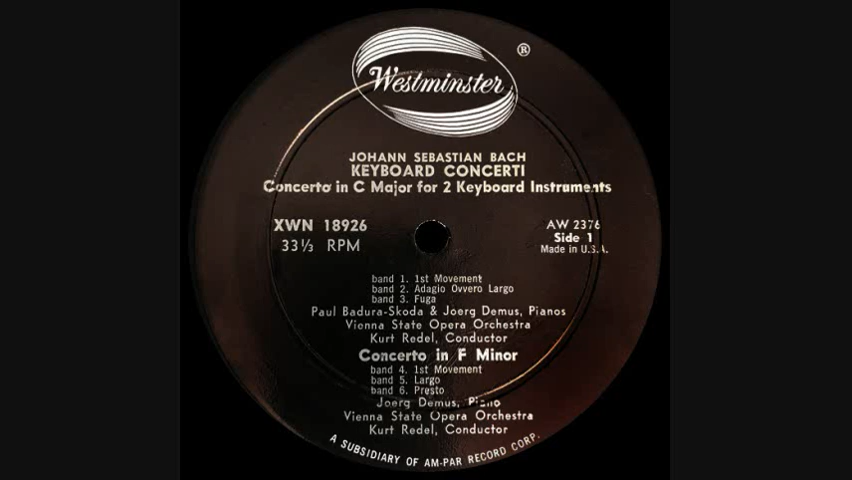 Westminster ®
JOHANN SEBASTIAN BACH
KEYBOARD CONCERTI
Concerto in C Major for 2 Keyboard Instruments
XWN 18926
33⅓ RPM
AW 2376
Side 1
Made in U.S.A.
band 1. 1st Movement
band 2. Adagio Ovvero Largo
band 3. Fuga
Paul Badura-Skoda & Joerg Demus, Pianos
Vienna State Opera Orchestra
Kurt Redel, Conductor
Concerto in F Minor
band 4. 1st Movement
band 5. Largo
band 6. Presto
Joerg Demus, Piano
Vienna State Opera Orchestra
Kurt Redel, Conductor
A SUBSIDIARY OF AM-PAR RECORD CORP.